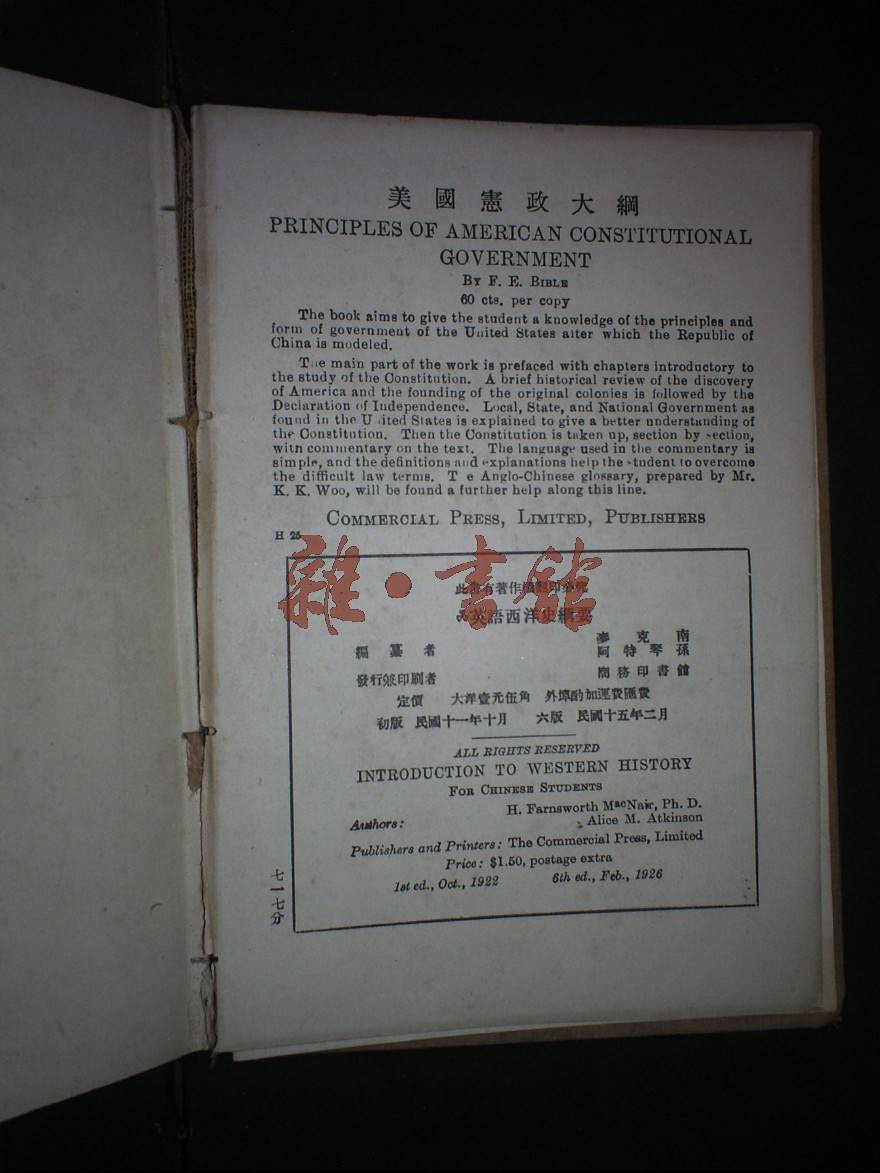 美國憲政大綱
PRINCIPLES OF AMERICAN CONSTITUTIONAL
GOVERNMENT
BY F. E. BIBLE
60 cts. per copy
The book aims to give the student a knowledge of the principles and
form of government of the United States after which the Republic of
China is modeled.
The main part of the work is prefaced with chapters introductory to
the study of the Constitution. A brief historical review of the discovery
of America and the founding of the original colonies is followed by the
Declaration of Independence. Local, State, and National Government as
found in the United States is explained to give a better understanding of
the Constitution. Then the Constitution is taken up, section by section,
with commentary on the text. The language used in the commentary is
simple, and the definitions and explanations help the student to overcome
the difficult law terms. T e Anglo-Chinese glossary, prepared by Mr.
K. K. Woo, will be found a further help along this line.
COMMERCIAL PRESS, LIMITED, PUBLISHERS
H 25
雜·書館
此書有著作權翻印必究
英語西洋史綱要
編纂者 麥克南 阿特琴孫
發行兼印刷者 商務印書館
定價 大洋壹元伍角 外埠酌加運費匯費
初版 民國十一年十月 六版 民國十五年二月
ALL RIGHTS RESERVED
INTRODUCTION TO WESTERN HISTORY
FOR CHINESE STUDENTS
Authors: H. Farnsworth MacNair, Ph. D.
Alice M. Atkinson
Publishers and Printers: The Commercial Press, Limited
Price: $1.50, postage extra
1st ed., Oct., 1922 6th ed., Feb., 1926
七一七分